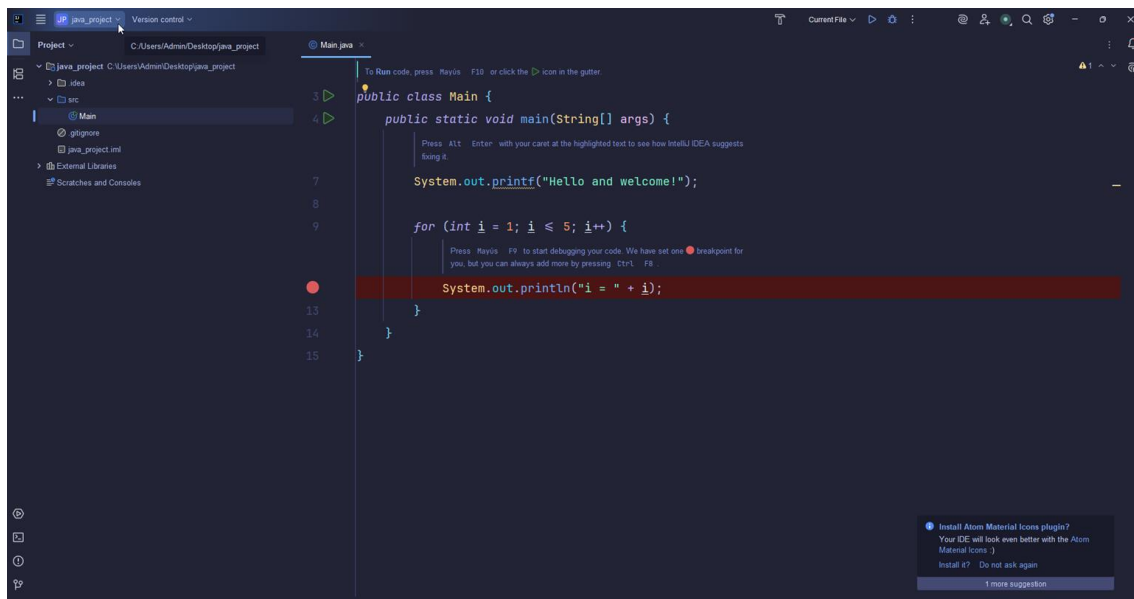 JP java_project Version control Current File
Project C:/Users/Admin/Desktop/java_project Main.java
java_project C:\Users\Admin\Desktop\java_project
.idea
src
Main
.gitignore
java_project.iml
External Libraries
Scratches and Consoles
To Run code, press Mayús F10 or click the icon in the gutter.
1
3 public class Main {
4 public static void main(String[] args) {
Press Alt Enter with your caret at the highlighted text to see how IntelliJ IDEA suggests
fixing it.
7 System.out.printf("Hello and welcome!");
8
9 for (int i = 1; i ≤ 5; i++) {
Press Mayús F9 to start debugging your code. We have set one breakpoint for
you, but you can always add more by pressing Ctrl F8 .
System.out.println("i = " + i);
13 }
14 }
15 }
Install Atom Material Icons plugin?
Your IDE will look even better with the Atom
Material Icons :)
Install it? Do not ask again
1 more suggestion